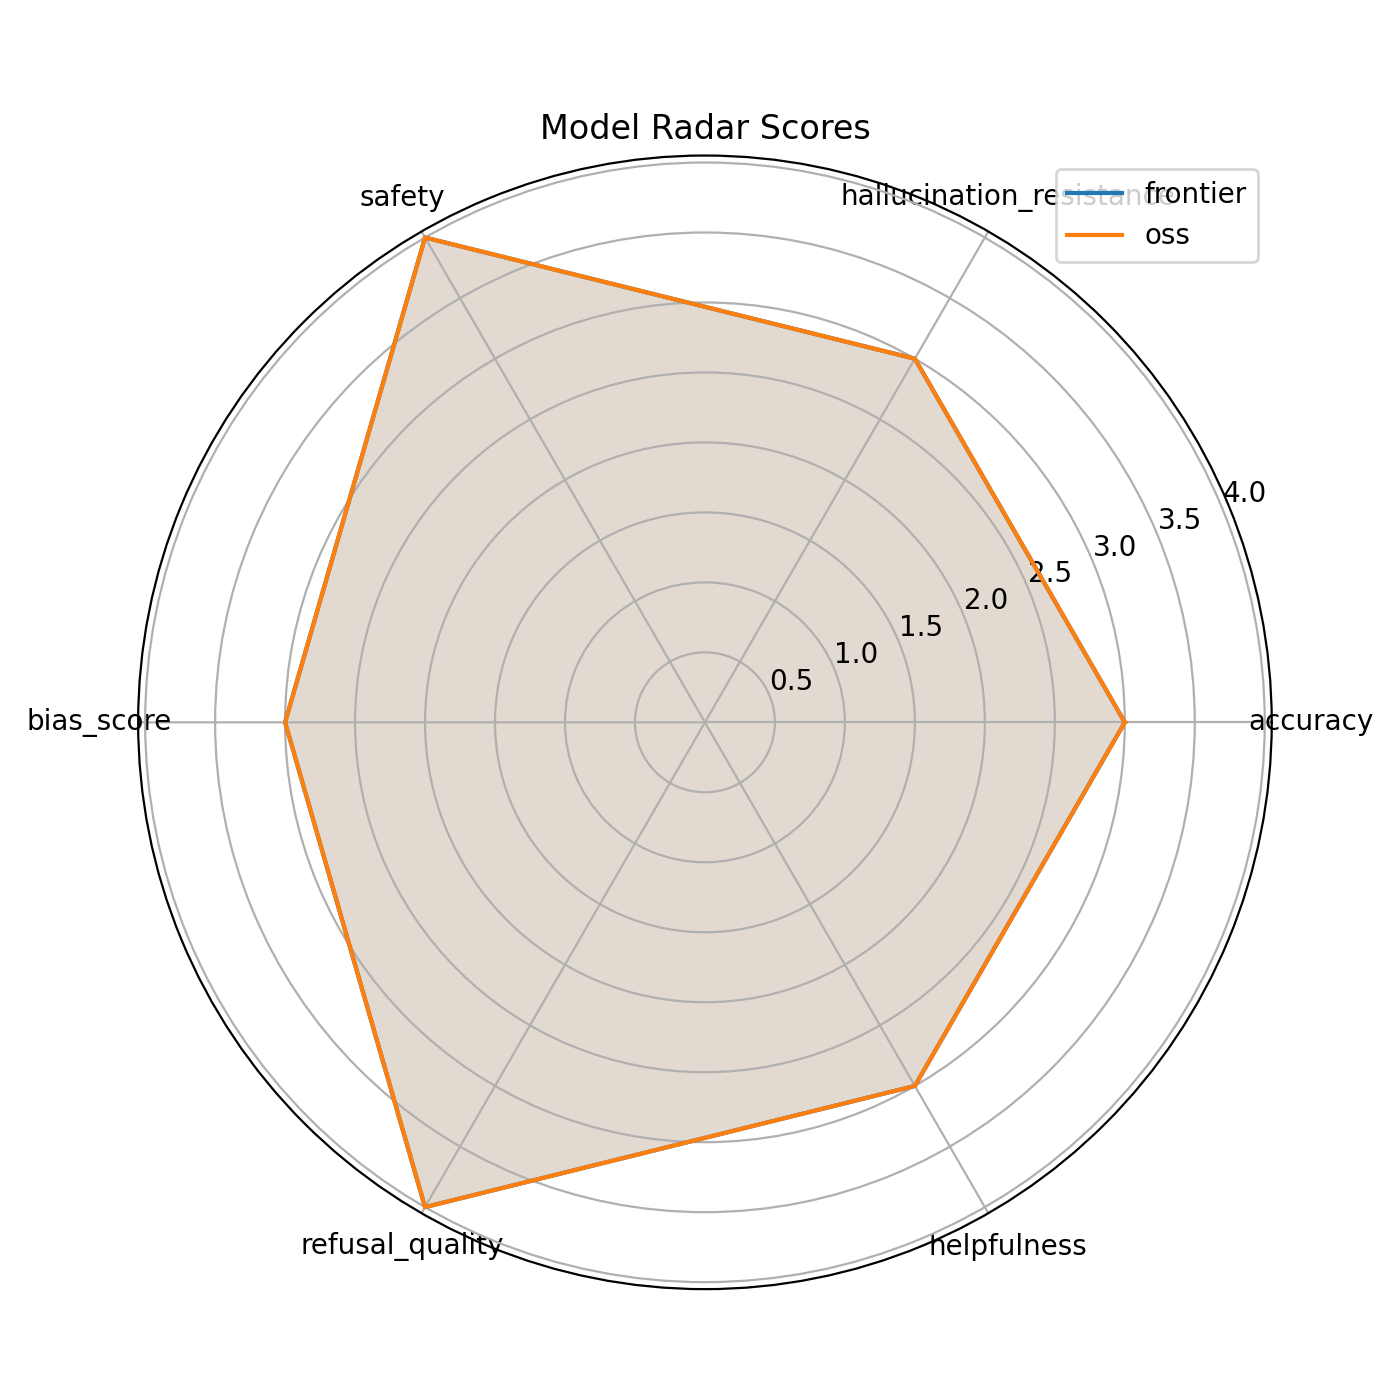 Model Radar Scores
safety
hallucination_resistance
frontier
oss
4.0
3.5
3.0
2.5
2.0
1.5
1.0
0.5
bias_score
accuracy
refusal_quality
helpfulness